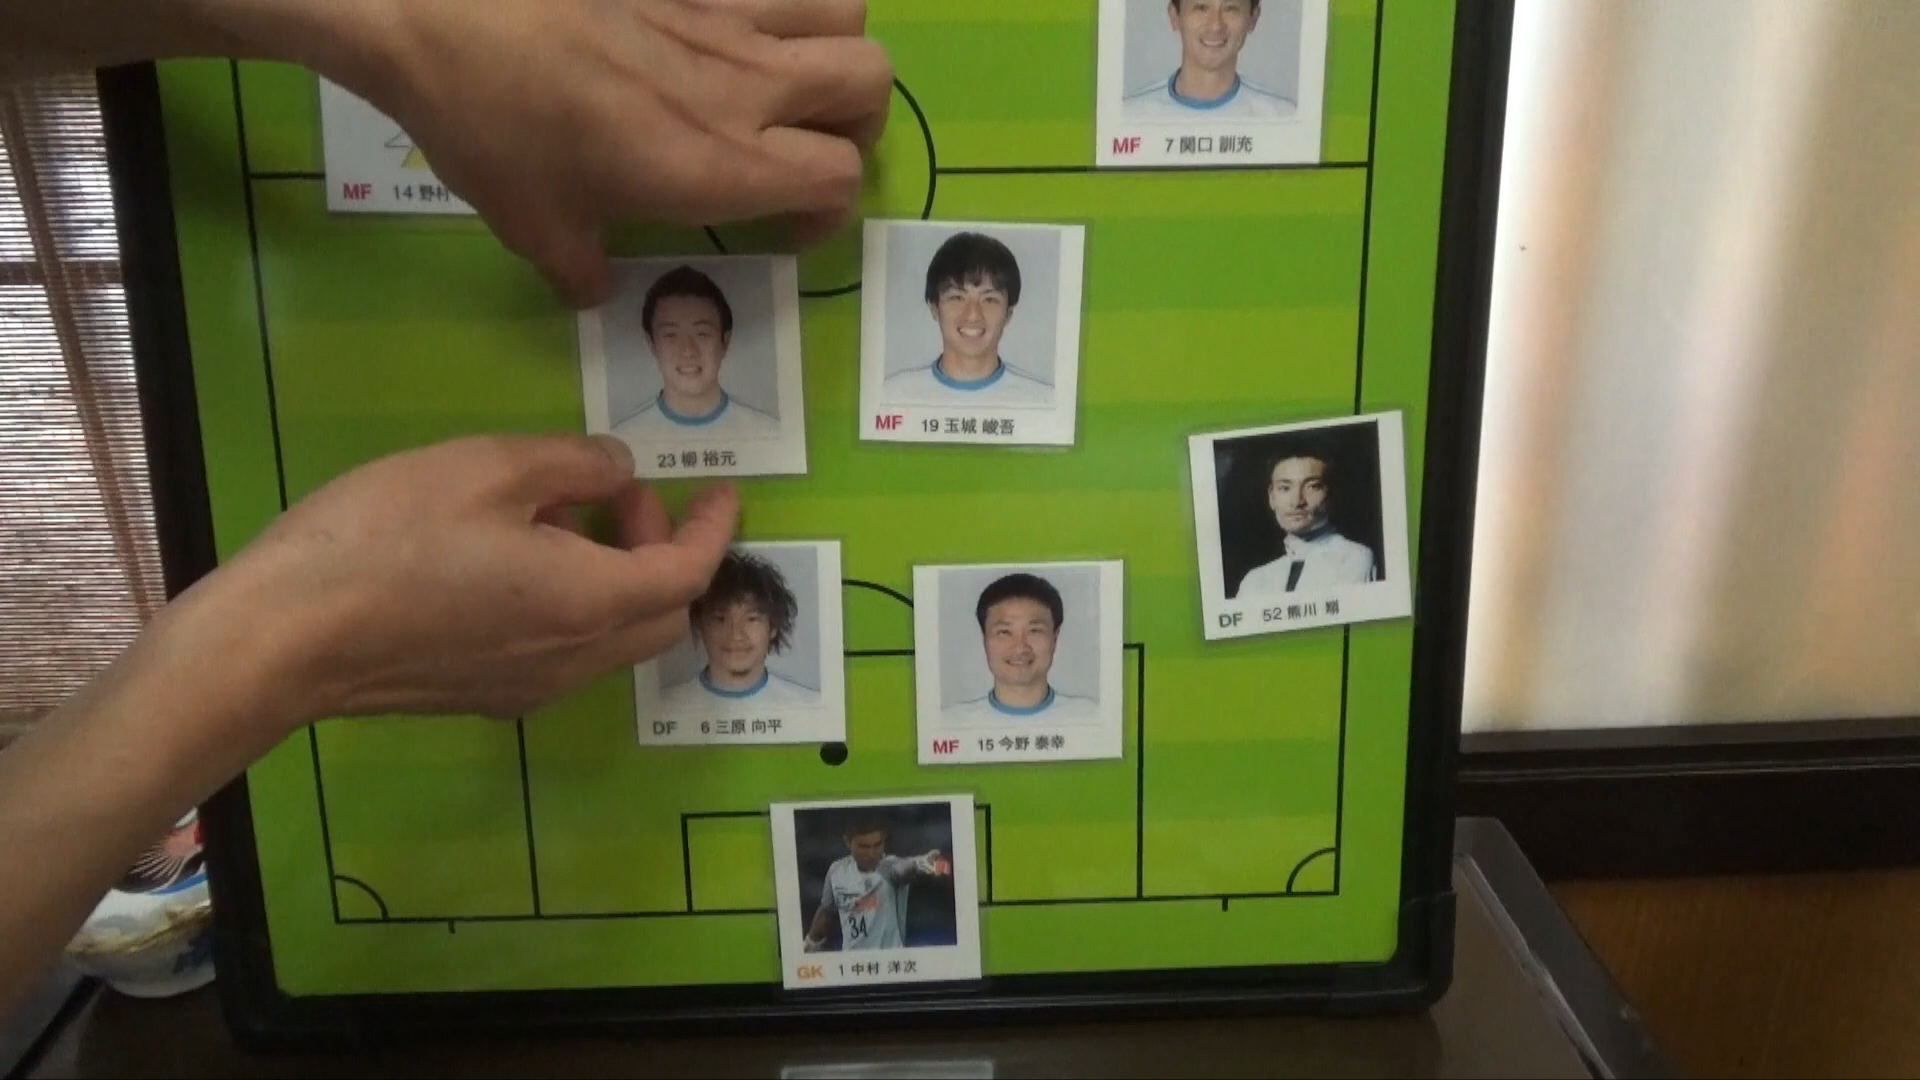 MF 7 関口 訓充
MF 14 野村
MF 19 玉城 峻吾
23 柳 裕元
DF 52 熊川 翔
DF 6 三原 向平
MF 15 今野 泰幸
34
GK 1 中村 洋次